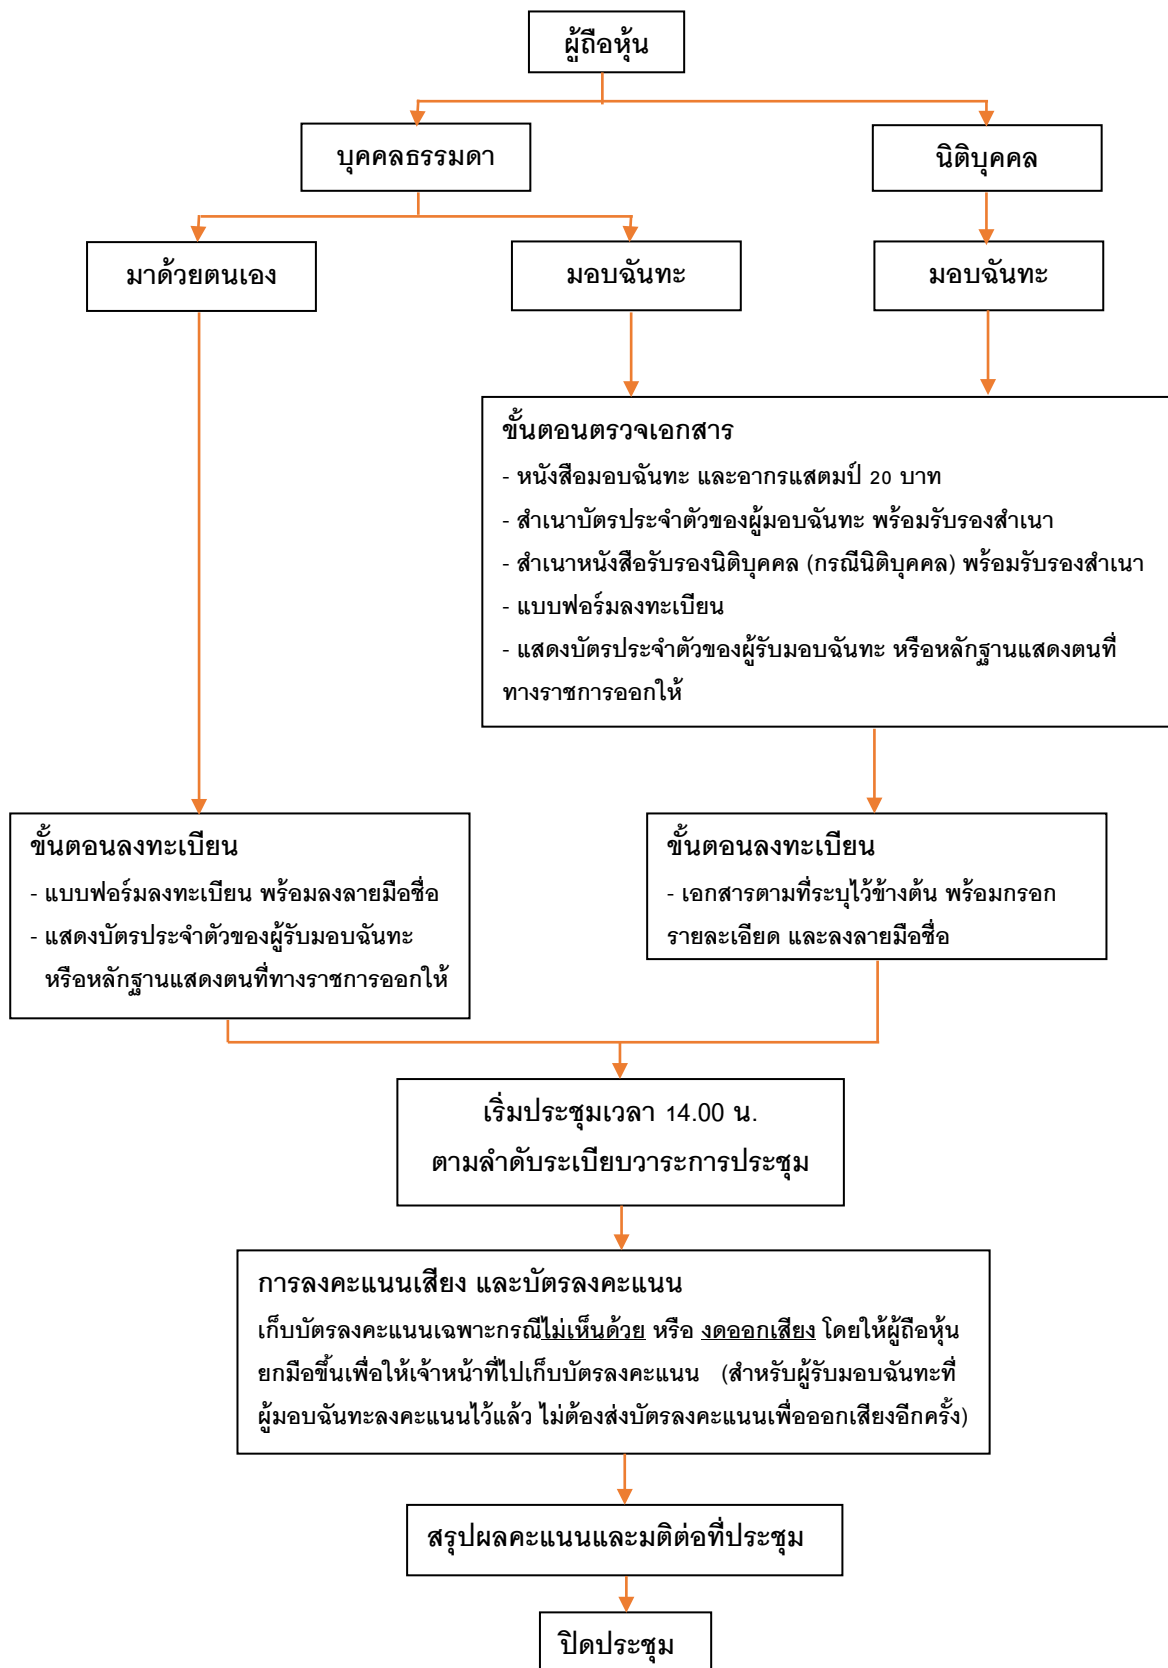 ผู้ถือหุ้น
บุคคลธรรมดา
นิติบุคคล
มาด้วยตนเอง
มอบฉันทะ
มอบฉันทะ
ขั้นตอนตรวจเอกสาร
- หนังสือมอบฉันทะ และอากรแสตมป์ 20 บาท
- สำเนาบัตรประจำตัวของผู้มอบฉันทะ พร้อมรับรองสำเนา
- สำเนาหนังสือรับรองนิติบุคคล (กรณีนิติบุคคล) พร้อมรับรองสำเนา
- แบบฟอร์มลงทะเบียน
- แสดงบัตรประจำตัวของผู้รับมอบฉันทะ หรือหลักฐานแสดงตนที่
ทางราชการออกให้
ขั้นตอนลงทะเบียน
- แบบฟอร์มลงทะเบียน พร้อมลงลายมือชื่อ
- แสดงบัตรประจำตัวของผู้รับมอบฉันทะ
หรือหลักฐานแสดงตนที่ทางราชการออกให้
ขั้นตอนลงทะเบียน
- เอกสารตามที่ระบุไว้ข้างต้น พร้อมกรอก
รายละเอียด และลงลายมือชื่อ
เริ่มประชุมเวลา 14.00 น.
ตามลำดับระเบียบวาระการประชุม
การลงคะแนนเสียง และบัตรลงคะแนน
เก็บบัตรลงคะแนนเฉพาะกรณีไม่เห็นด้วย หรือ งดออกเสียง โดยให้ผู้ถือหุ้น
ยกมือขึ้นเพื่อให้เจ้าหน้าที่ไปเก็บบัตรลงคะแนน (สำหรับผู้รับมอบฉันทะที่
ผู้มอบฉันทะลงคะแนนไว้แล้ว ไม่ต้องส่งบัตรลงคะแนนเพื่อออกเสียงอีกครั้ง)
สรุปผลคะแนนและมติต่อที่ประชุม
ปิดประชุม